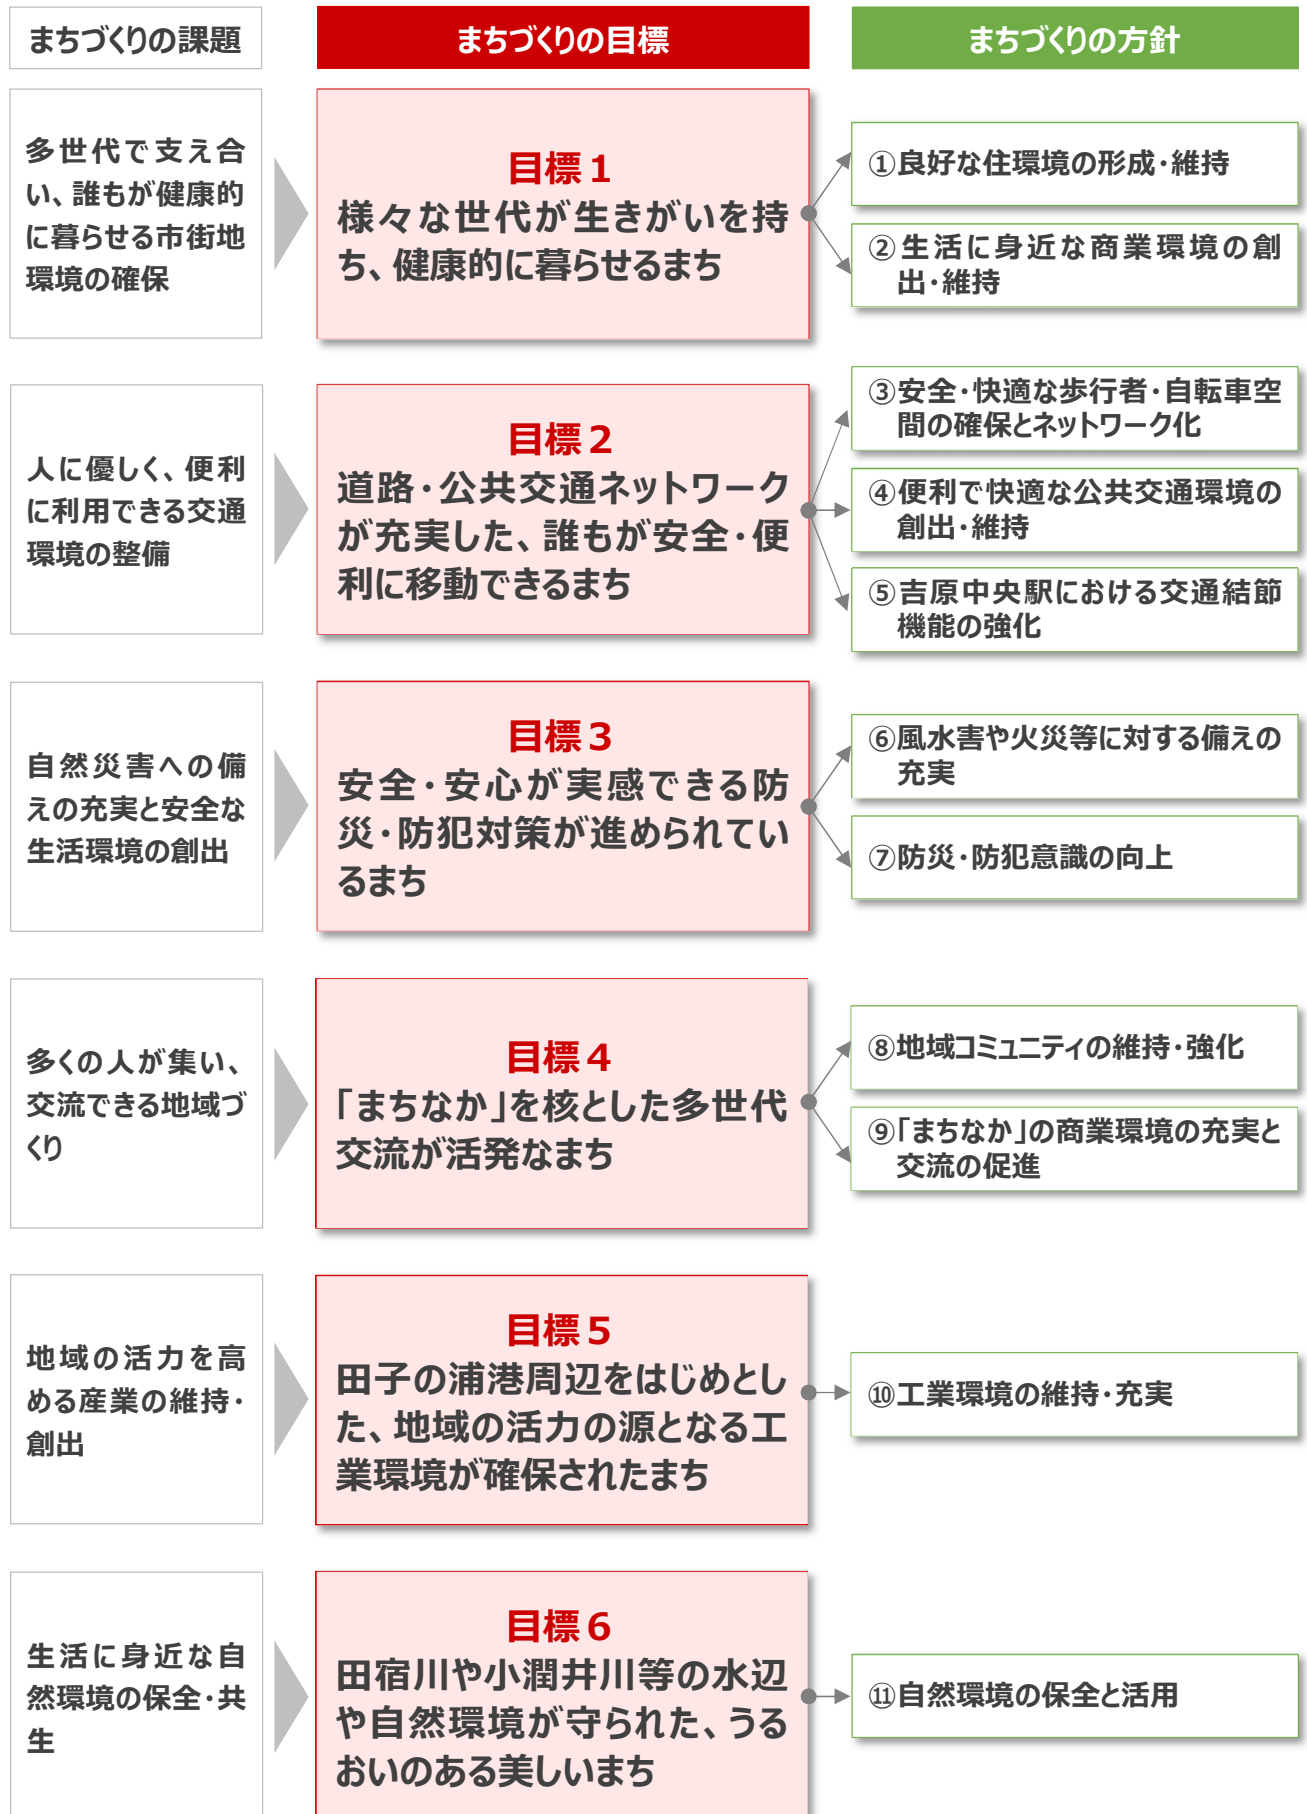 まちづくりの課題
まちづくりの目標
まちづくりの方針
多世代で支え合
い、誰もが健康的
に暮らせる市街地
環境の確保
目標１
様々な世代が生きがいを持
ち、健康的に暮らせるまち
①良好な住環境の形成・維持
②生活に身近な商業環境の創
出・維持
人に優しく、便利
に利用できる交通
環境の整備
目標２
道路・公共交通ネットワーク
が充実した、誰もが安全・便
利に移動できるまち
③安全・快適な歩行者・自転車空
間の確保とネットワーク化
④便利で快適な公共交通環境の
創出・維持
⑤吉原中央駅における交通結節
機能の強化
自然災害への備
えの充実と安全な
生活環境の創出
目標３
安全・安心が実感できる防
災・防犯対策が進められてい
るまち
⑥風水害や火災等に対する備えの
充実
⑦防災・防犯意識の向上
多くの人が集い、
交流できる地域づ
くり
目標４
「まちなか」を核とした多世代
交流が活発なまち
⑧地域コミュニティの維持・強化
⑨「まちなか」の商業環境の充実と
交流の促進
地域の活力を高
める産業の維持・
創出
目標５
田子の浦港周辺をはじめとし
た、地域の活力の源となる工
業環境が確保されたまち
⑩工業環境の維持・充実
生活に身近な自
然環境の保全・共
生
目標６
田宿川や小潤井川等の水辺
や自然環境が守られた、うる
おいのある美しいまち
⑪自然環境の保全と活用